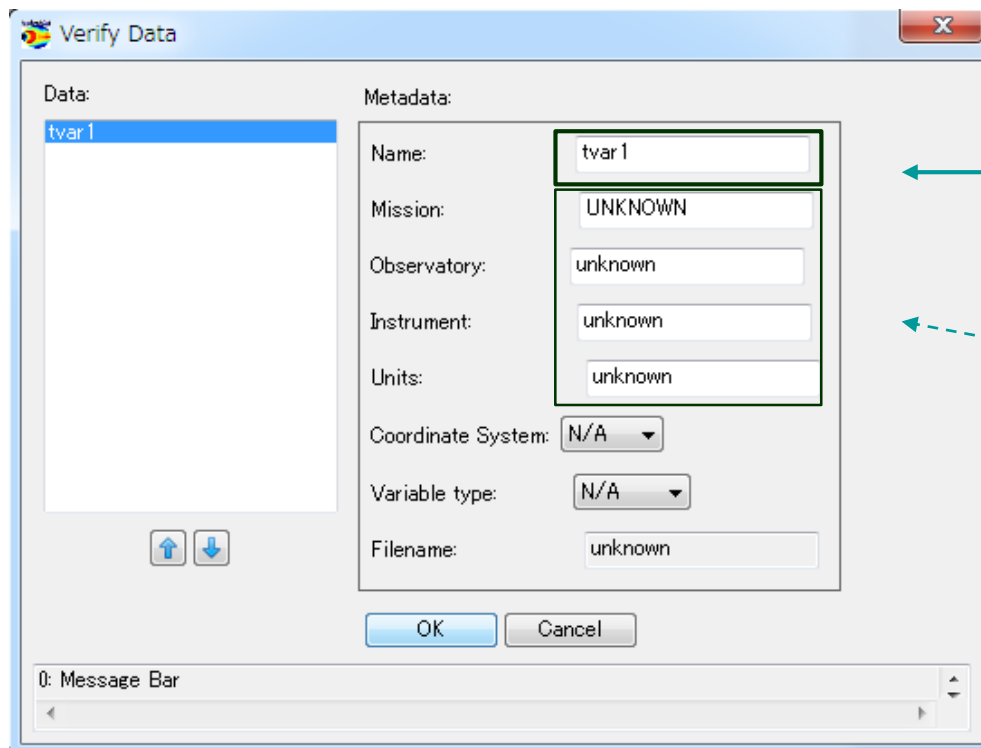 Verify Data
Data:
tvar1
Metadata:
Name: tvar1
Mission: UNKNOWN
Observatory: unknown
Instrument: unknown
Units: unknown
Coordinate System: N/A
Variable type: N/A
Filename: unknown
OK Cancel
0: Message Bar